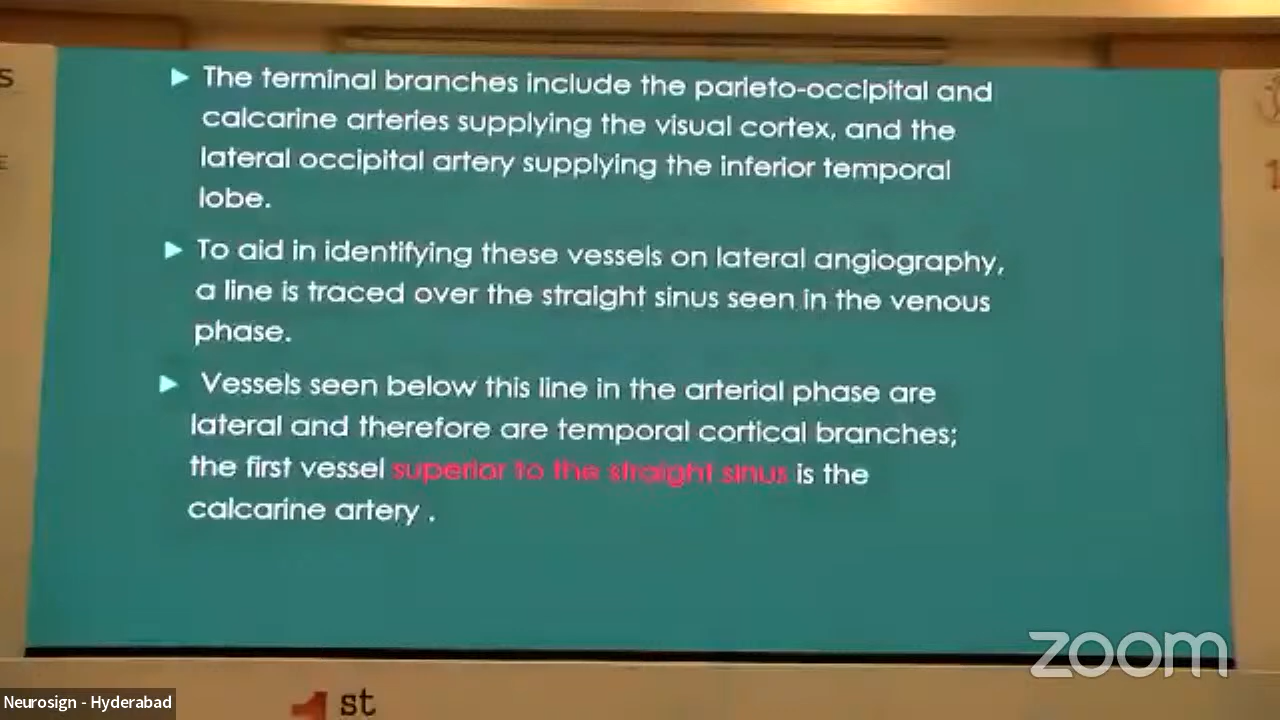 The terminal branches include the parieto-occipital and
calcarine arteries supplying the visual cortex, and the
lateral occipital artery supplying the inferior temporal
lobe.
To aid in identifying these vessels on lateral angiography,
a line is traced over the straight sinus seen in the venous
phase.
Vessels seen below this line in the arterial phase are
lateral and therefore are temporal cortical branches;
the first vessel superior to the straight sinus is the
calcarine artery .
zoom
Neurosign - Hyderabad
1st